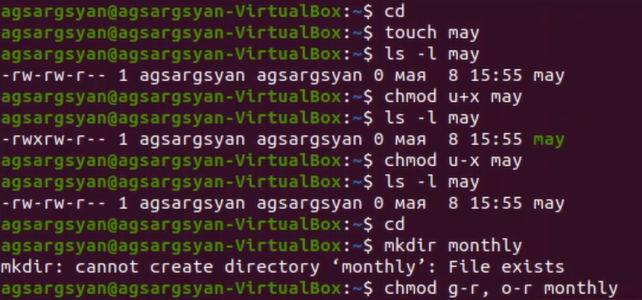 agsargsyan@agsargsyan-VirtualBox:~$ cd
agsargsyan@agsargsyan-VirtualBox:~$ touch may
agsargsyan@agsargsyan-VirtualBox:~$ ls -l may
-rw-rw-r-- 1 agsargsyan agsargsyan 0 мая  8 15:55 may
agsargsyan@agsargsyan-VirtualBox:~$ chmod u+x may
agsargsyan@agsargsyan-VirtualBox:~$ ls -l may
-rwxrw-r-- 1 agsargsyan agsargsyan 0 мая  8 15:55 may
agsargsyan@agsargsyan-VirtualBox:~$ chmod u-x may
agsargsyan@agsargsyan-VirtualBox:~$ ls -l may
-rw-rw-r-- 1 agsargsyan agsargsyan 0 мая  8 15:55 may
agsargsyan@agsargsyan-VirtualBox:~$ cd
agsargsyan@agsargsyan-VirtualBox:~$ mkdir monthly
mkdir: cannot create directory ‘monthly’: File exists
agsargsyan@agsargsyan-VirtualBox:~$ chmod g-r, o-r monthly